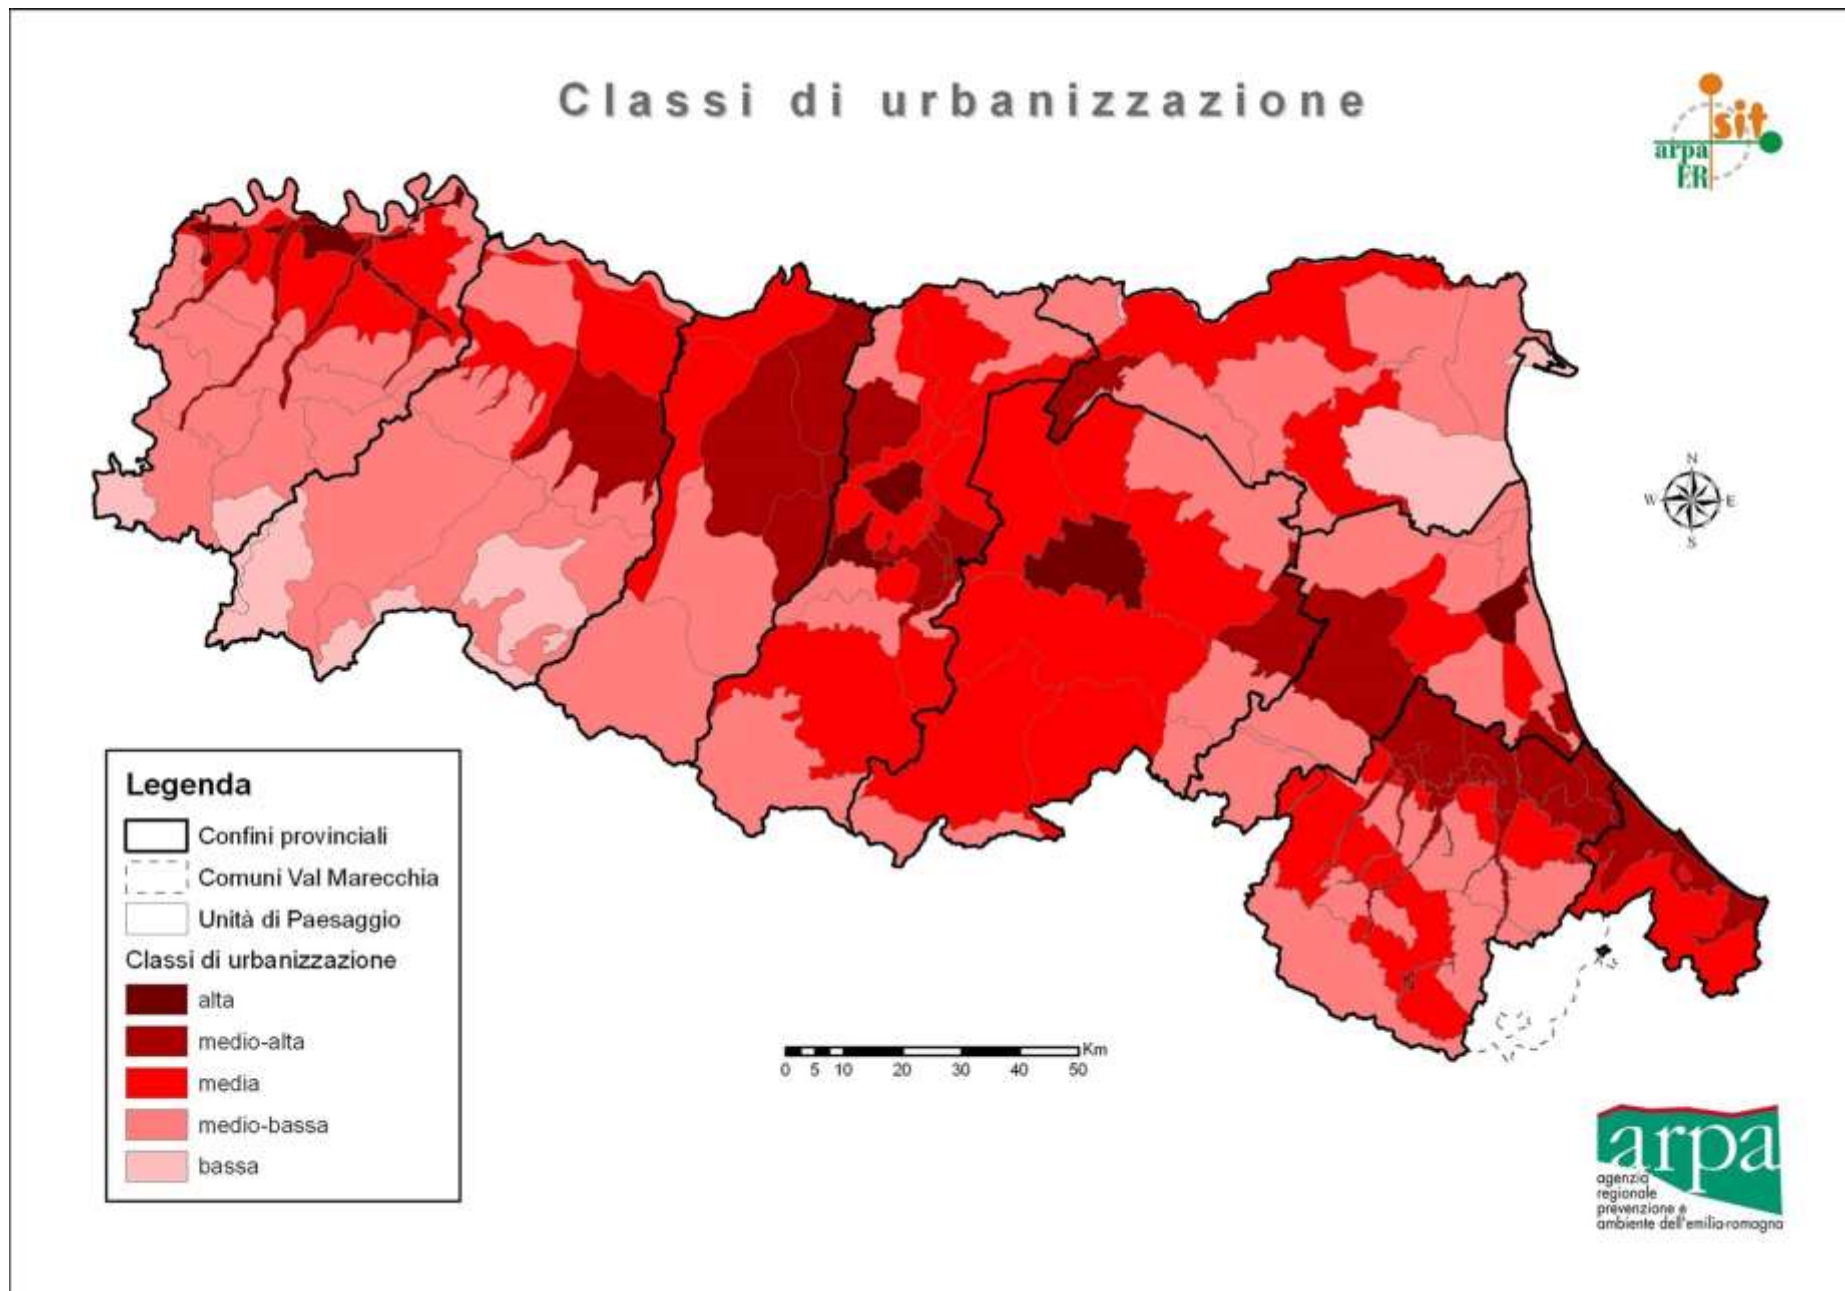 Classi di urbanizzazione
sit
arpa
ER
N
W E
S
Legenda
Confini provinciali
Comuni Val Marecchia
Unità di Paesaggio
Classi di urbanizzazione
alta
medio-alta
media
medio-bassa
bassa
Km
0 5 10 20 30 40 50
arpa
agenzia
regionale
prevenzione e
ambiente dell'emilia-romagna